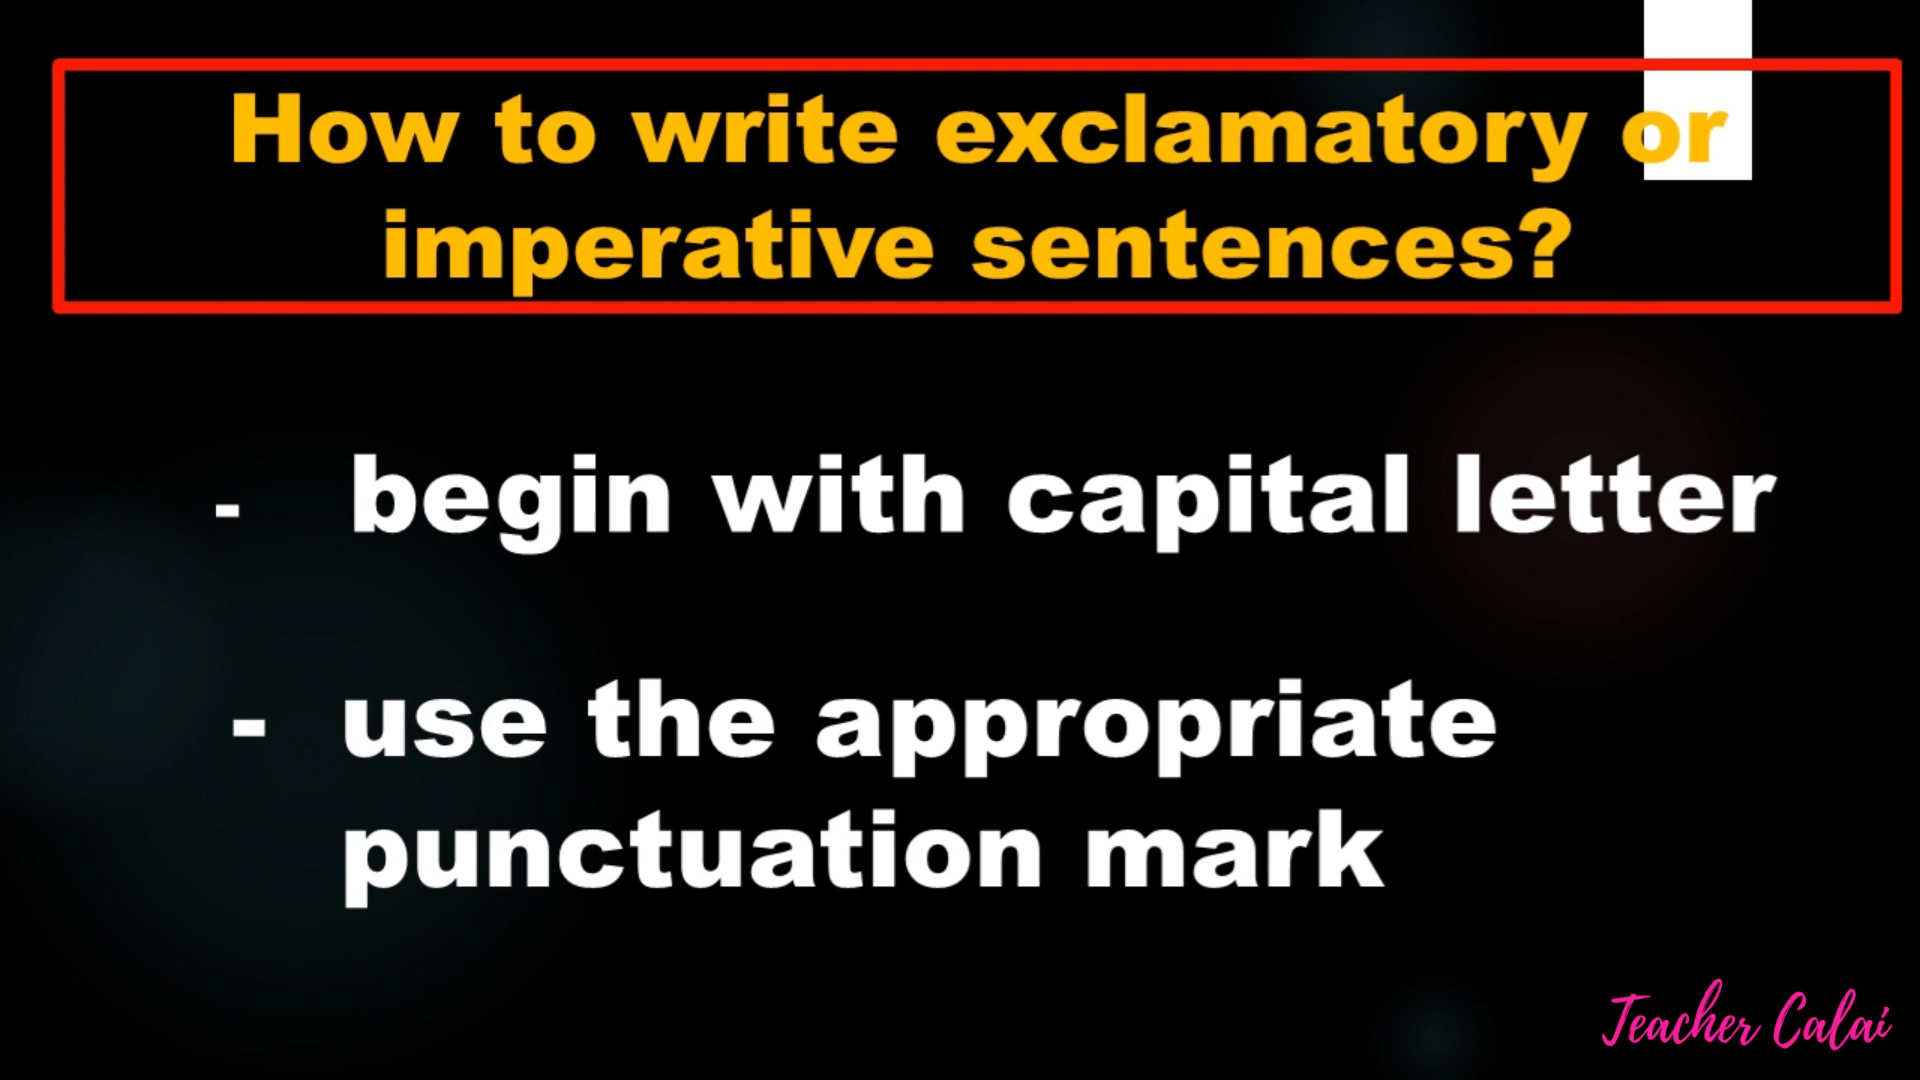 How to write exclamatory or
imperative sentences?
- begin with capital letter
- use the appropriate
punctuation mark
Teacher Calai